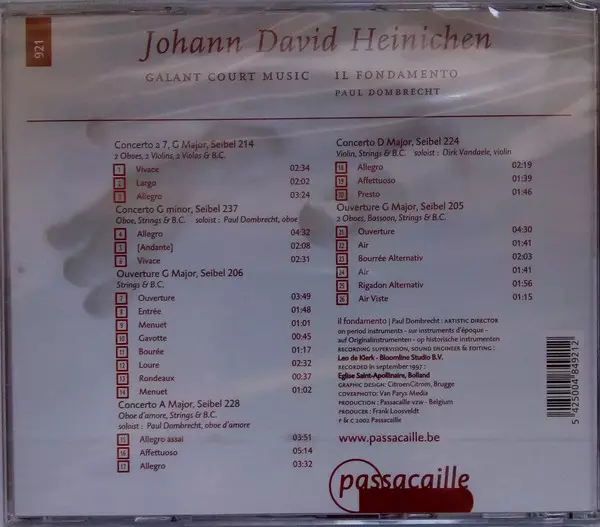 921
Johann David Heinichen
GALANT COURT MUSIC IL FONDAMENTO
PAUL DOMBRECHT
Concerto a 7, G Major, Seibel 214
2 Oboes, 2 Violins, 2 Violas & B.C.
1 Vivace 02:34
2 Largo 02:02
3 Allegro 03:24
Concerto G minor, Seibel 237
Oboe, Strings & B.C. soloist : Paul Dombrecht, oboe
4 Allegro 04:32
5 [Andante] 02:08
6 Vivace 02:31
Ouverture G Major, Seibel 206
Strings & B.C.
7 Ouverture 03:49
8 Entrée 01:48
9 Menuet 01:01
10 Gavotte 00:45
11 Bourée 01:17
12 Loure 02:32
13 Rondeaux 00:37
14 Menuet 01:02
Concerto A Major, Seibel 228
Oboe d'amore, Strings & B.C.
soloist : Paul Dombrecht, oboe d'amore
15 Allegro assai 03:51
16 Affettuoso 05:14
17 Allegro 03:32
Concerto D Major, Seibel 224
Violin, Strings & B.C. soloist : Dirk Vandaele, violin
18 Allegro 02:19
19 Affettuoso 01:39
20 Presto 01:46
Ouverture G Major, Seibel 205
2 Oboes, Bassoon, Strings & B.C.
21 Ouverture 04:30
22 Air 01:41
23 Bourrée Alternativ 02:03
24 Air 01:41
25 Rigadon Alternativ 01:56
26 Air Viste 01:15
il fondamento | Paul Dombrecht : ARTISTIC DIRECTOR
on period instruments - sur instruments d'époque -
auf Originalinstrumenten - op historische instrumenten
RECORDING SUPERVISION, SOUND ENGINEER & EDITING :
Leo de Klerk - Bloomline Studio B.V.
RECORDED in september 1997 :
Eglise Saint-Apollinaire, Bolland
GRAPHIC DESIGN : CitroenCitroen, Brugge
COVERPHOTO: Van Parys Media
PRODUCTION : Passacaille vzw - Belgium
PRODUCER : Frank Loosveldt
P & C 2002 Passacaille
www.passacaille.be
passacaille
5 425004 849212